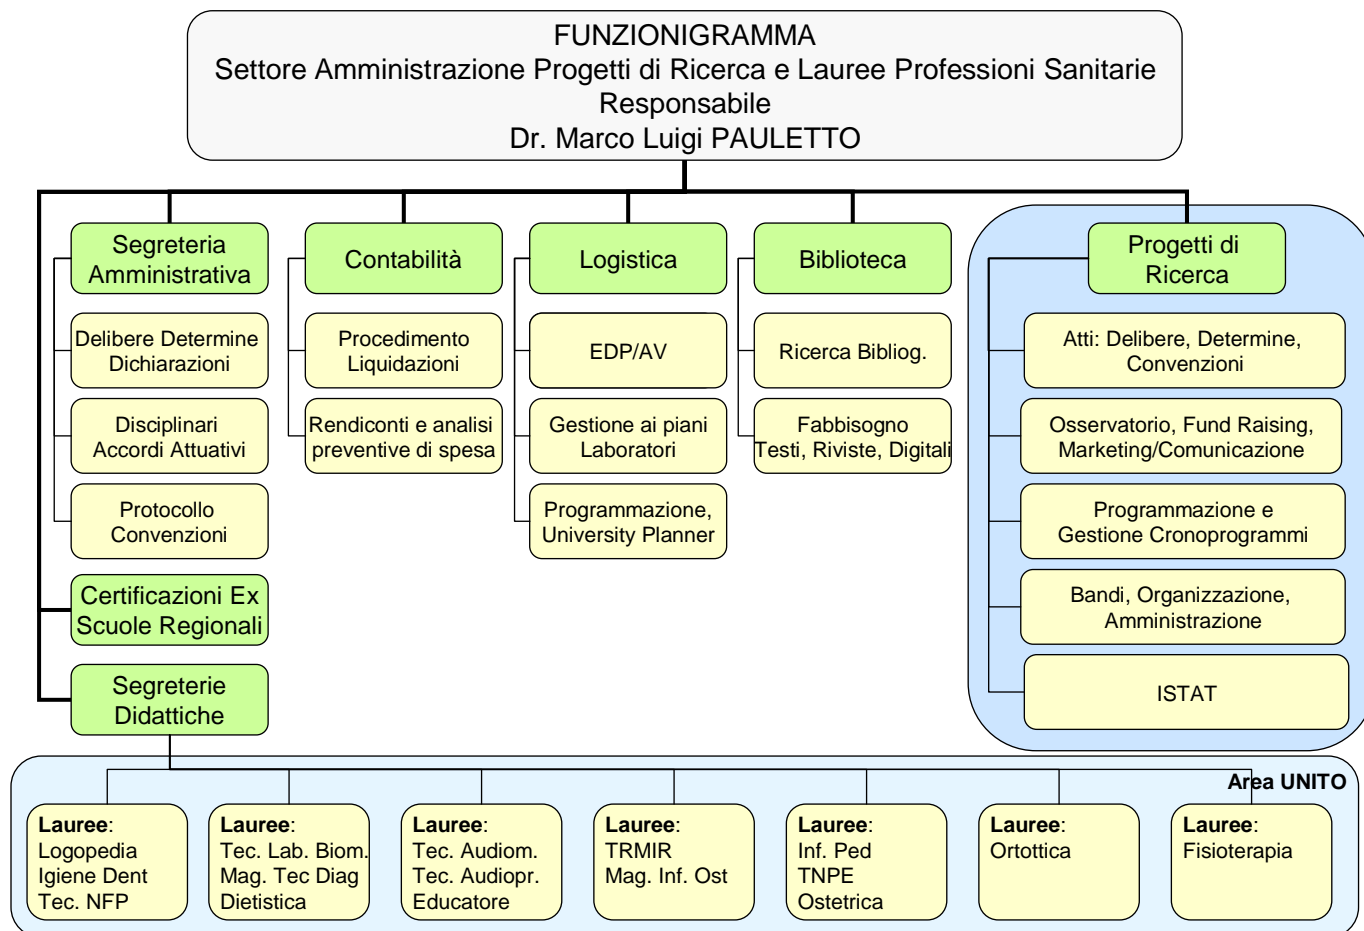 FUNZIONIGRAMMA
Settore Amministrazione Progetti di Ricerca e Lauree Professioni Sanitarie
Responsabile
Dr. Marco Luigi PAULETTO
Segreteria
Amministrativa
Delibere Determine
Dichiarazioni
Disciplinari
Accordi Attuativi
Protocollo
Convenzioni
Certificazioni Ex
Scuole Regionali
Segreterie
Didattiche
Contabilità
Procedimento
Liquidazioni
Rendiconti e analisi
preventive di spesa
Logistica
EDP/AV
Gestione ai piani
Laboratori
Programmazione,
University Planner
Biblioteca
Ricerca Bibliog.
Fabbisogno
Testi, Riviste, Digitali
Progetti di
Ricerca
Atti: Delibere, Determine,
Convenzioni
Osservatorio, Fund Raising,
Marketing/Comunicazione
Programmazione e
Gestione Cronoprogrammi
Bandi, Organizzazione,
Amministrazione
ISTAT
Area UNITO
Lauree:
Logopedia
Igiene Dent
Tec. NFP
Lauree:
Tec. Lab. Biom.
Mag. Tec Diag
Dietistica
Lauree:
Tec. Audiom.
Tec. Audiopr.
Educatore
Lauree:
TRMIR
Mag. Inf. Ost
Lauree:
Inf. Ped
TNPE
Ostetrica
Lauree:
Ortottica
Lauree:
Fisioterapia